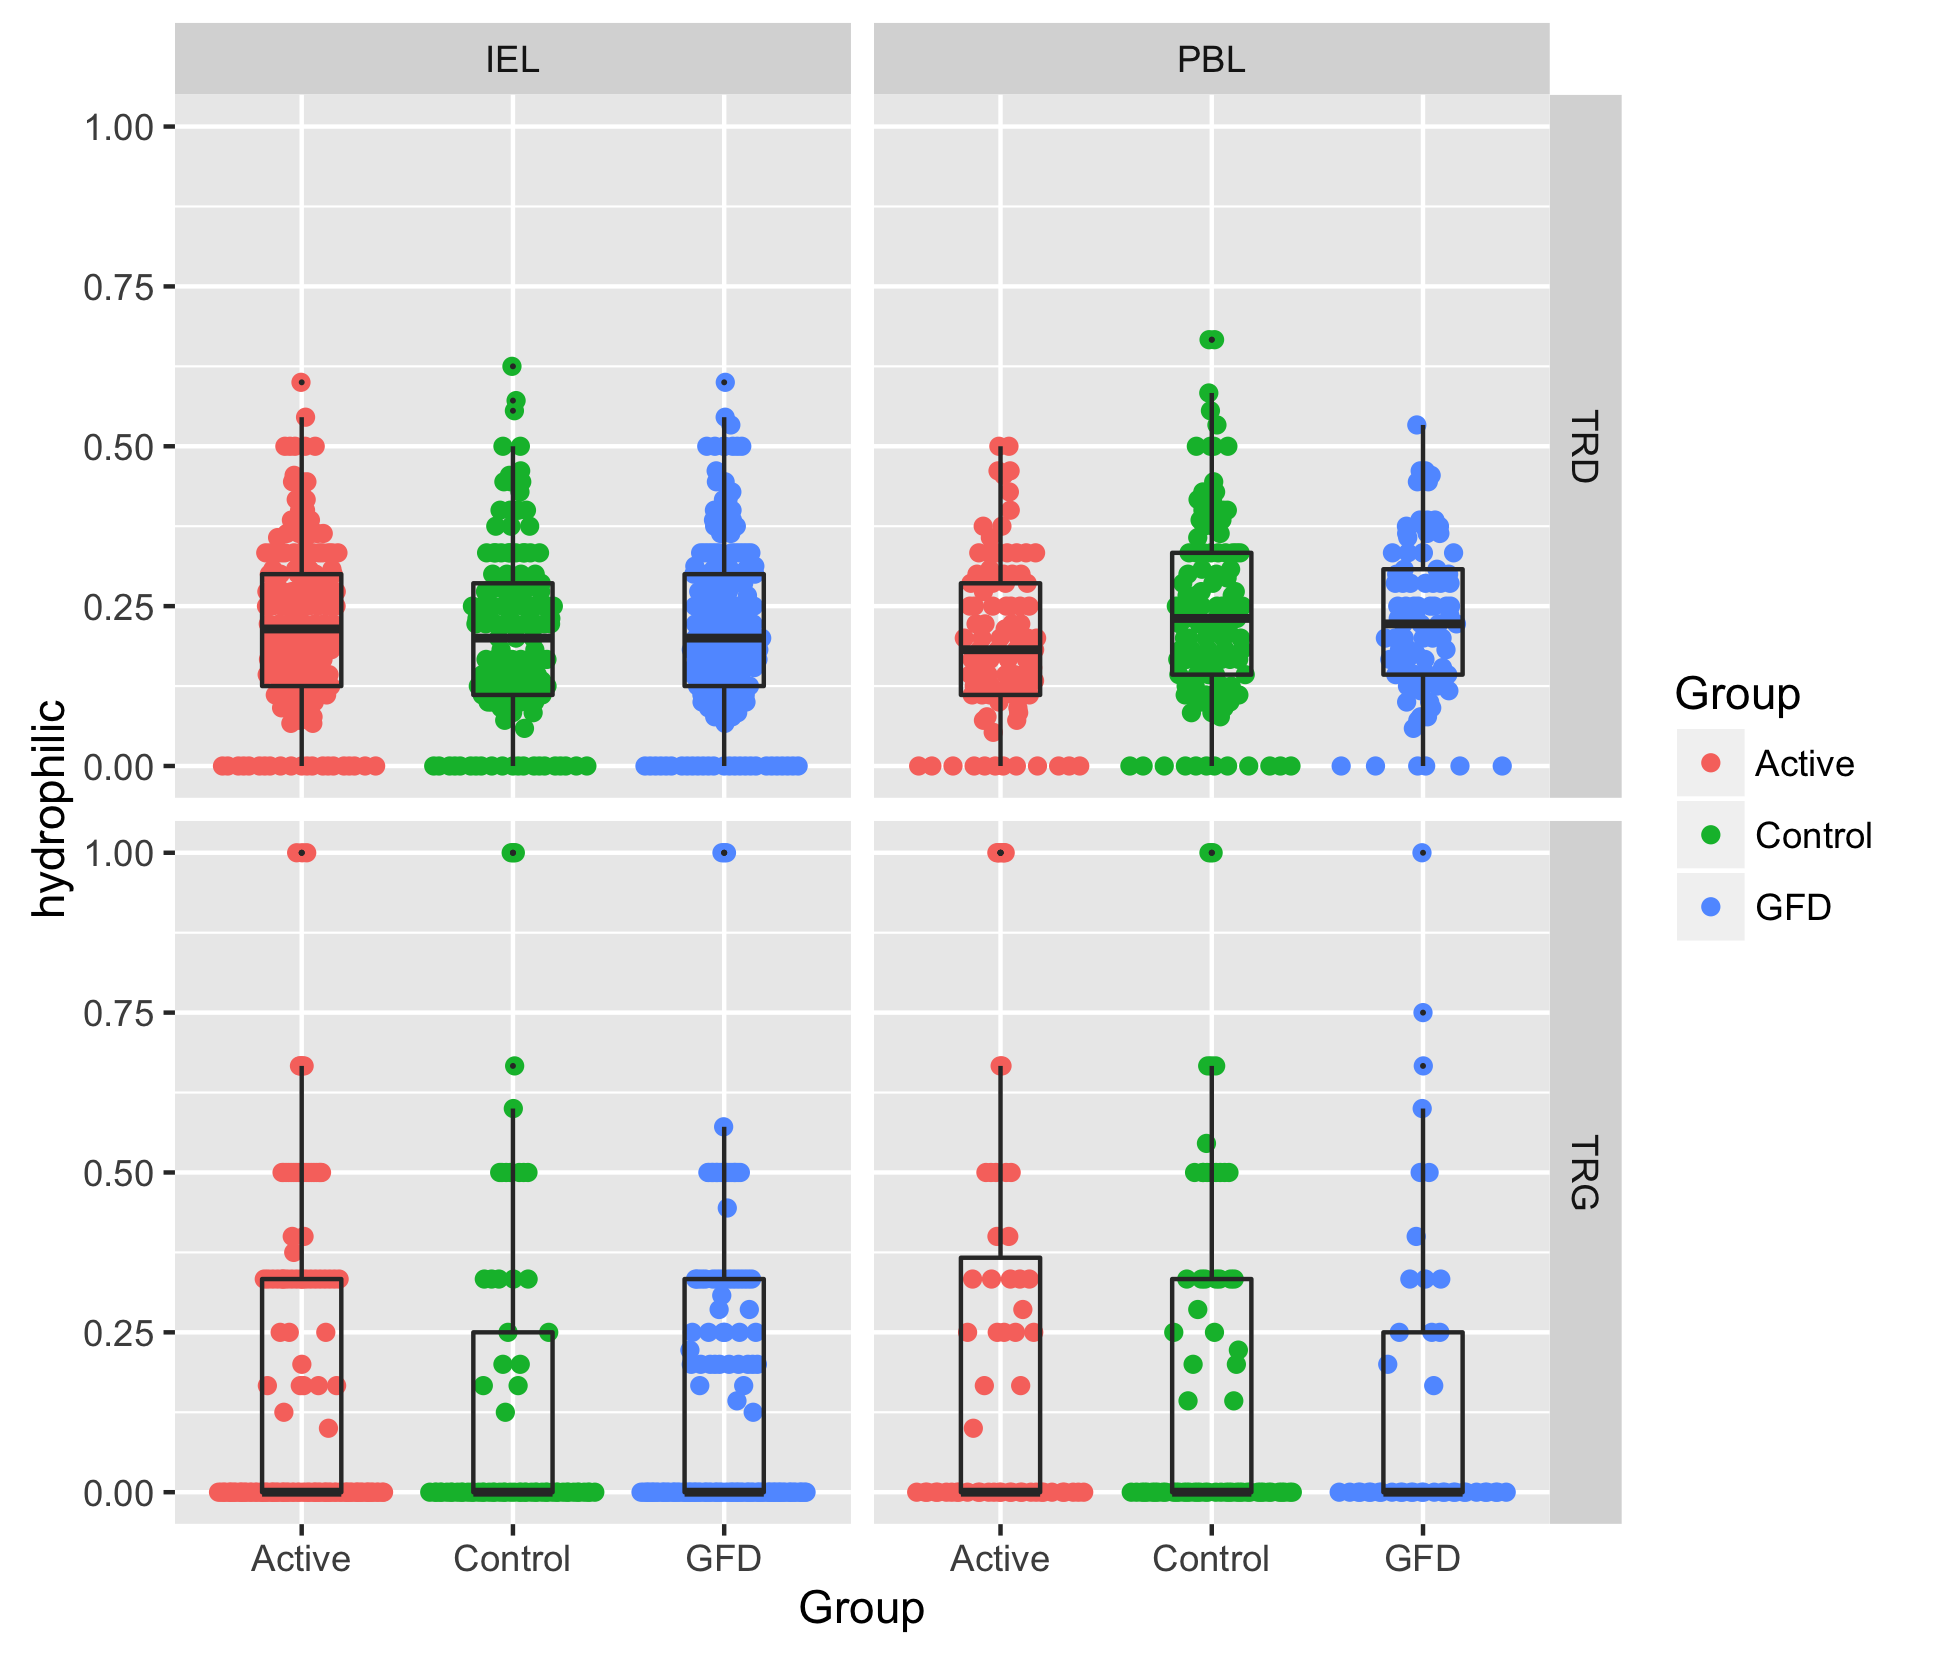 IEL
PBL
1.00
0.75
0.50
0.25
0.00
TRD
hydrophilic
1.00
0.75
0.50
0.25
0.00
TRG
Active
Control
GFD
Active
Control
GFD
Group
Group
Active
Control
GFD